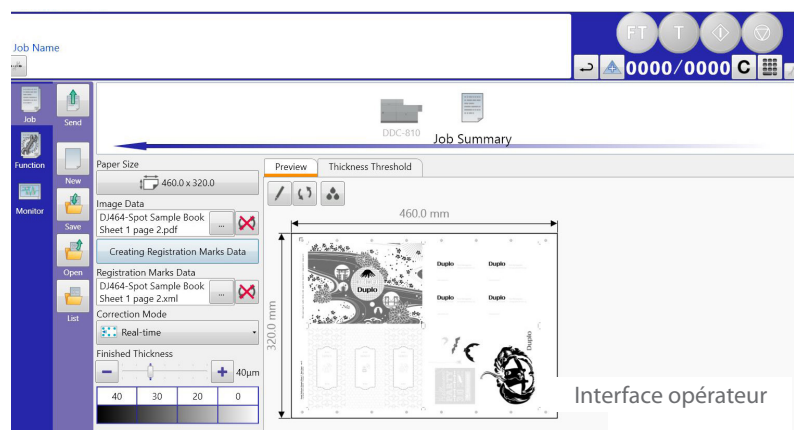 Job Name
FT
T
0000/0000
C
Job
Send
DDC-810
Job Summary
Function
New
Monitor
Save
Open
List
Paper Size
460.0 x 320.0
Image Data
DJ464-Spot Sample Book
Sheet 1 page 2.pdf
...
Creating Registration Marks Data
Registration Marks Data
DJ464-Spot Sample Book
Sheet 1 page 2.xml
...
Correction Mode
Real-time
Finished Thickness
40µm
40 30 20 0
Preview
Thickness Threshold
460.0 mm
320.0 mm
Duplo
Duplo
Duplo
Duplo
Duplo
Duplo
Interface opérateur